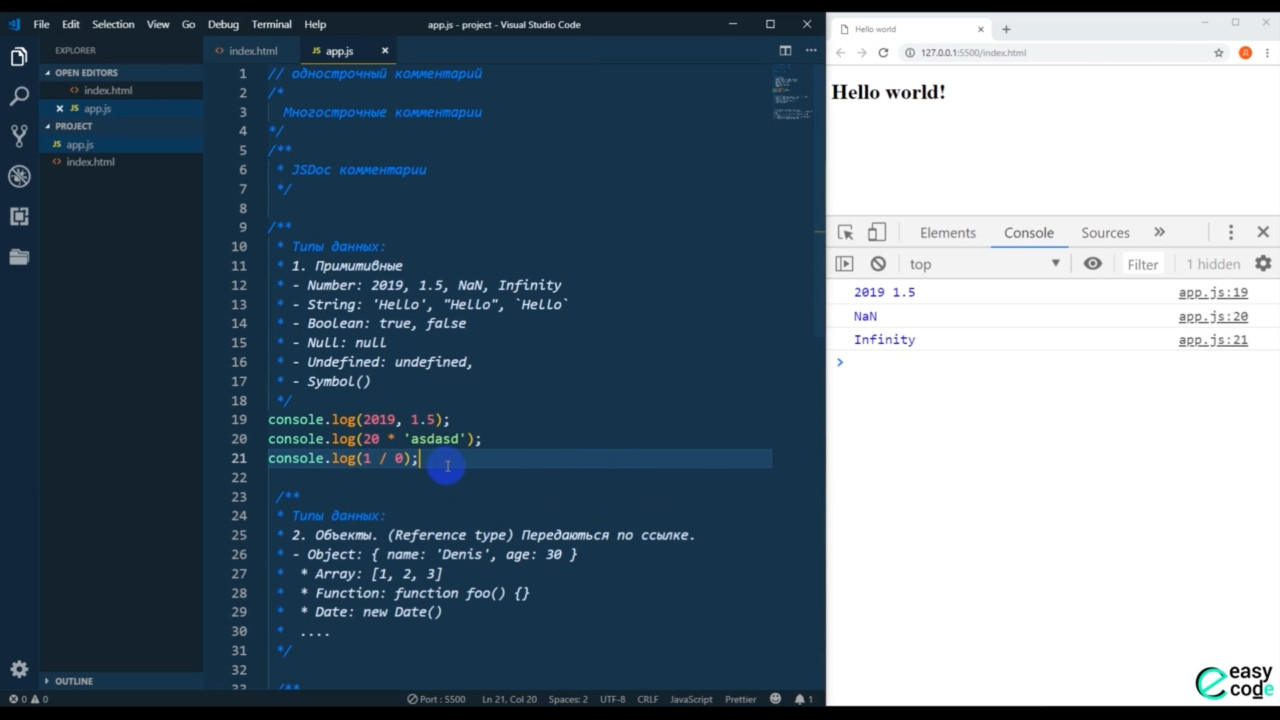 File Edit Selection View Go Debug Terminal Help
app.js - project - Visual Studio Code
EXPLORER
OPEN EDITORS
index.html
JS app.js
PROJECT
JS app.js
index.html
OUTLINE
index.html
JS app.js
1 // однострочный комментарий
2 /*
3 Многострочные комментарии
4 */
5 /**
6 * JSDoc комментарии
7 */
8
9 /**
10 * Типы данных:
11 * 1. Примитивные
12 * - Number: 2019, 1.5, NaN, Infinity
13 * - String: 'Hello', "Hello", `Hello`
14 * - Boolean: true, false
15 * - Null: null
16 * - Undefined: undefined,
17 * - Symbol()
18 */
19 console.log(2019, 1.5);
20 console.log(20 * 'asdasd');
21 console.log(1 / 0);
22
23 /**
24 * Типы данных:
25 * 2. Объекты. (Reference type) Передаються по ссылке.
26 * - Object: { name: 'Denis', age: 30 }
27 * * Array: [1, 2, 3]
28 * * Function: function foo() {}
29 * * Date: new Date()
30 * ....
31 */
32
33 /**
0 0
Port : 5500 Ln 21, Col 20 Spaces: 2 UTF-8 CRLF JavaScript Prettier 1
Hello world
127.0.0.1:5500/index.html
Д
Hello world!
Elements Console Sources »
top Filter 1 hidden
2019 1.5 app.js:19
NaN app.js:20
Infinity app.js:21
easy
code